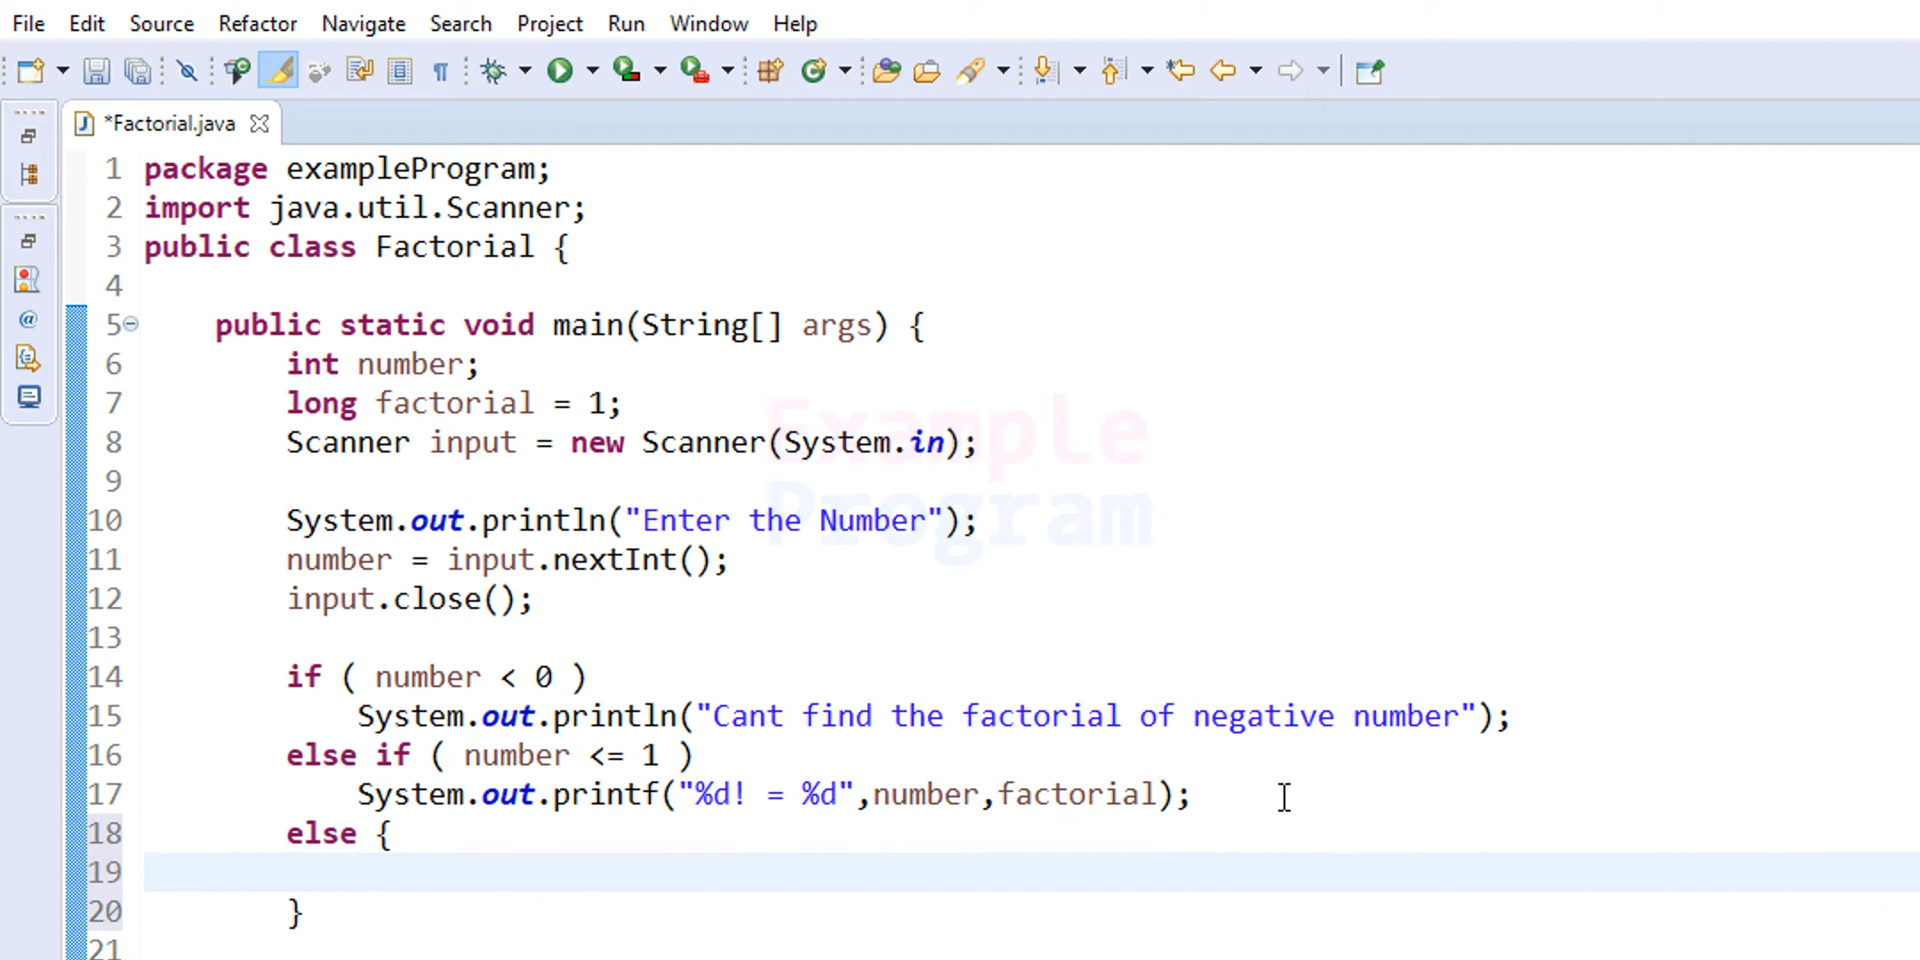 File Edit Source Refactor Navigate Search Project Run Window Help
*Factorial.java
1 package exampleProgram;
2 import java.util.Scanner;
3 public class Factorial {
4
5 public static void main(String[] args) {
6 int number;
7 long factorial = 1;
8 Scanner input = new Scanner(System.in);
9
10 System.out.println("Enter the Number");
11 number = input.nextInt();
12 input.close();
13
14 if ( number < 0 )
15 System.out.println("Cant find the factorial of negative number");
16 else if ( number <= 1 )
17 System.out.printf("%d! = %d",number,factorial);
18 else {
19
20 }
21
Example
Program